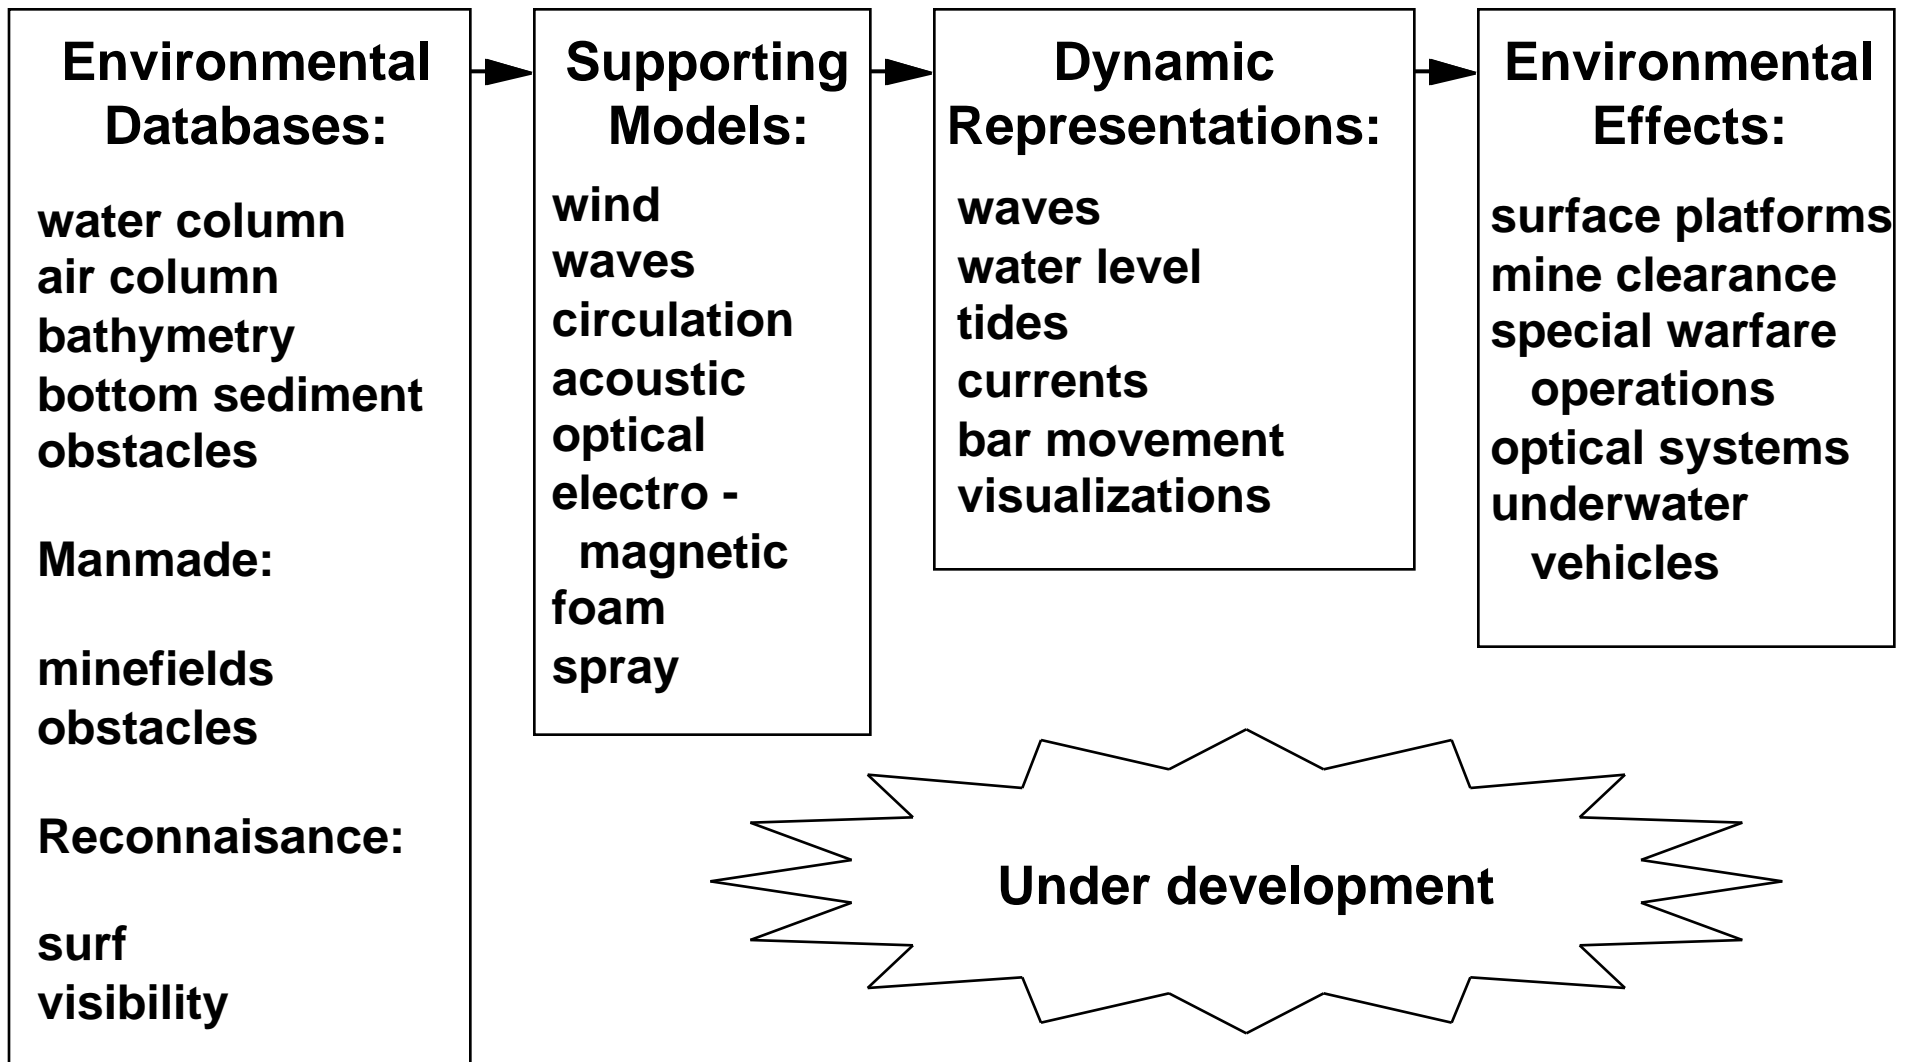 Environmental
Databases:
water column
air column
bathymetry
bottom sediment
obstacles
Manmade:
minefields
obstacles
Reconnaisance:
surf
visibility
Supporting
Models:
wind
waves
circulation
acoustic
optical
electro -
magnetic
foam
spray
Dynamic
Representations:
waves
water level
tides
currents
bar movement
visualizations
Environmental
Effects:
surface platforms
mine clearance
special warfare
operations
optical systems
underwater
vehicles
Under development